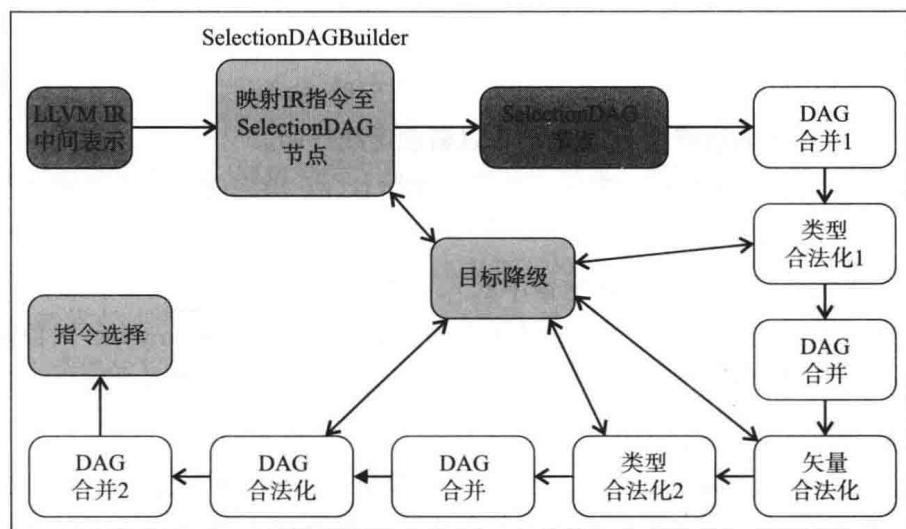 SelectionDAGBuilder
LLVM IR
中间表示
映射IR指令至
SelectionDAG
节点
SelectionDAG
节点
DAG
合并1
类型
合法化1
目标降级
指令选择
DAG
合并
DAG
合并2
DAG
合法化
DAG
合并
类型
合法化2
矢量
合法化